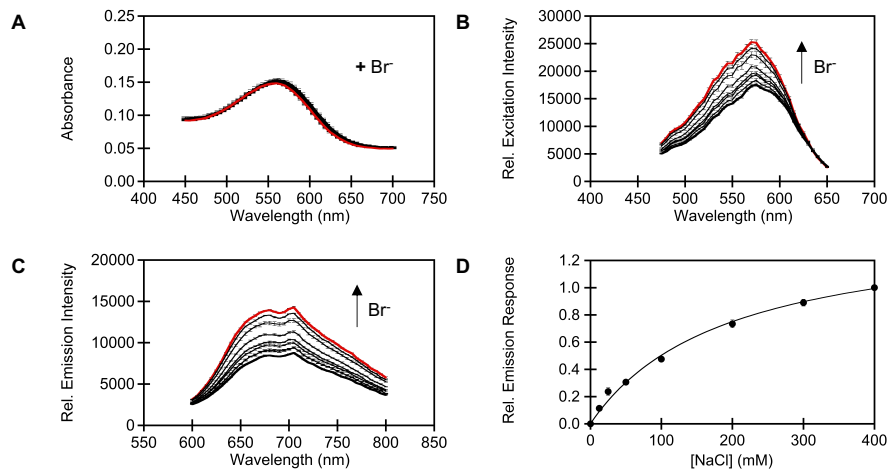 A
0.25
0.20
0.15
0.10
0.05
0.00
400 450 500 550 600 650 700 750
Absorbance
Wavelength (nm)
+ Br-
B
30000
25000
20000
15000
10000
5000
0
400 450 500 550 600 650 700
Rel. Excitation Intensity
Wavelength (nm)
Br-
C
20000
15000
10000
5000
0
550 600 650 700 750 800 850
Rel. Emission Intensity
Wavelength (nm)
Br-
D
1.2
1.0
0.8
0.6
0.4
0.2
0.0
0 100 200 300 400
Rel. Emission Response
[NaCl] (mM)